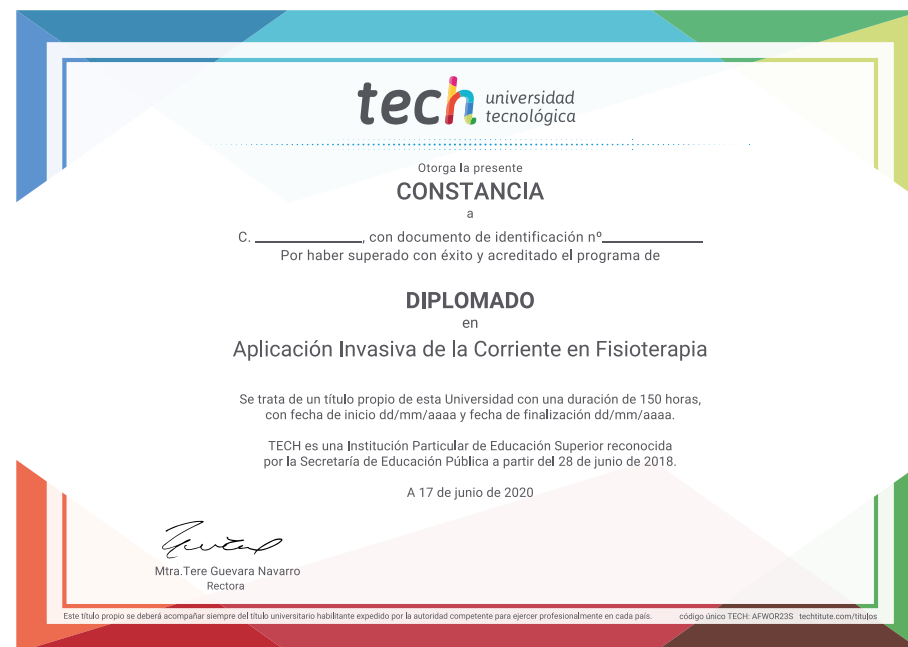 tech universidad
tecnológica
Otorga la presente
CONSTANCIA
a
C. ____________, con documento de identificación nº____________
Por haber superado con éxito y acreditado el programa de
DIPLOMADO
en
Aplicación Invasiva de la Corriente en Fisioterapia
Se trata de un título propio de esta Universidad con una duración de 150 horas,
con fecha de inicio dd/mm/aaaa y fecha de finalización dd/mm/aaaa.
TECH es una Institución Particular de Educación Superior reconocida
por la Secretaría de Educación Pública a partir del 28 de junio de 2018.
A 17 de junio de 2020
Mtra.Tere Guevara Navarro
Rectora
Este título propio se deberá acompañar siempre del título universitario habilitante expedido por la autoridad competente para ejercer profesionalmente en cada país. código único TECH: AFWOR23S techtitute.com/titulos